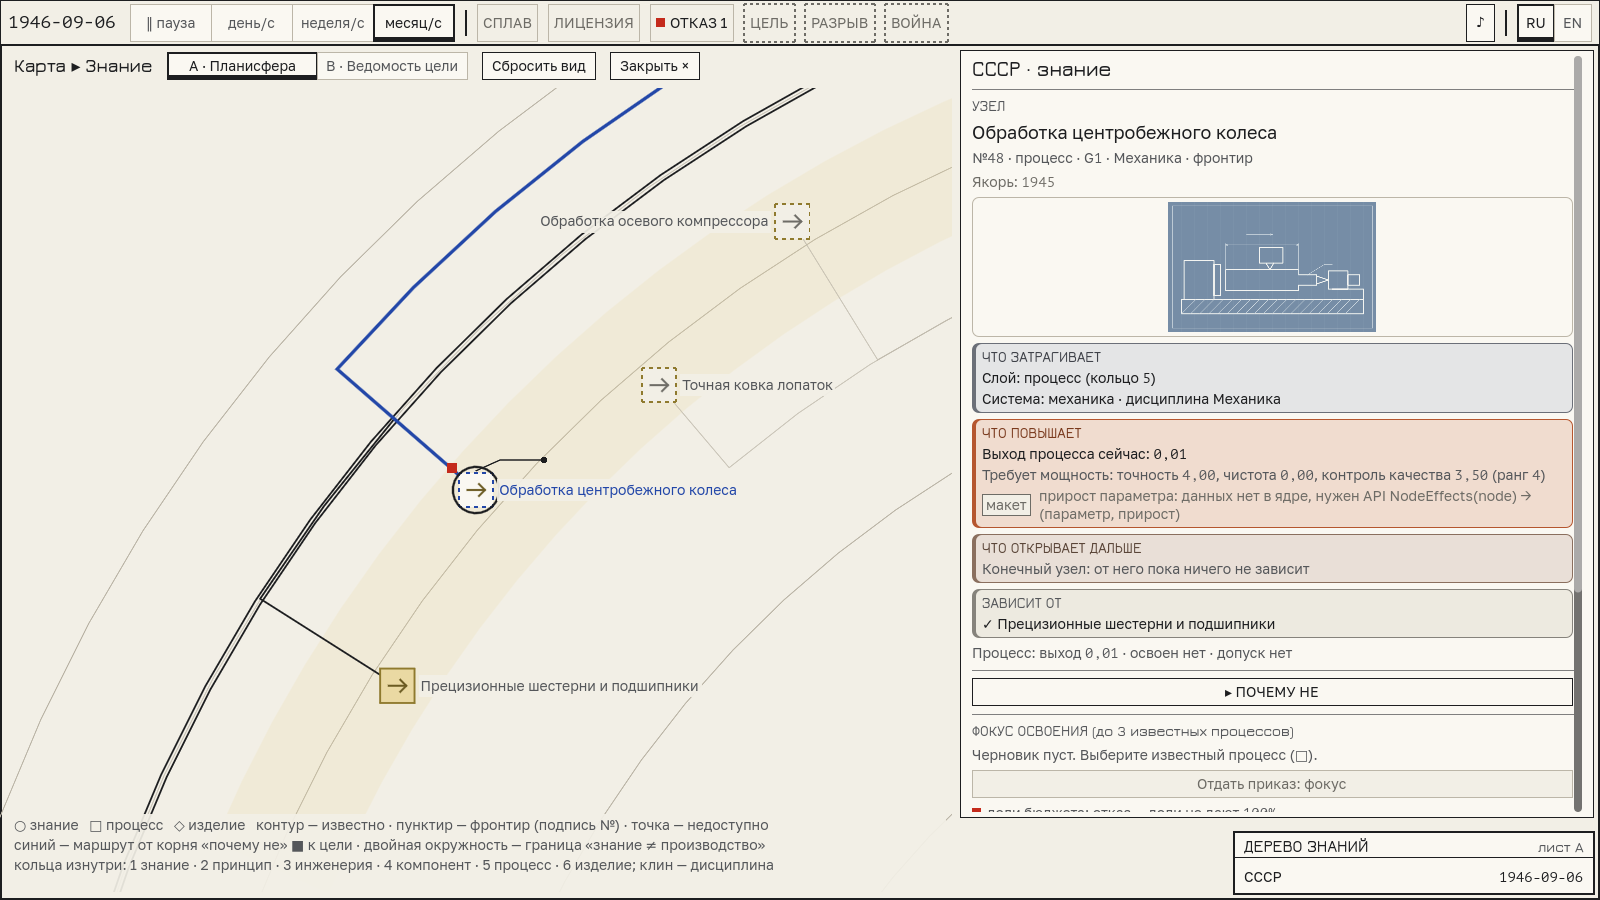 1946-09-06 ‖ пауза день/с неделя/с месяц/с СПЛАВ ЛИЦЕНЗИЯ ОТКАЗ 1 ЦЕЛЬ РАЗРЫВ ВОЙНА ♪ RU EN
Карта ▸ Знание А · Планисфера В · Ведомость цели Сбросить вид Закрыть ×
Обработка осевого компрессора →
→ Точная ковка лопаток
→ Обработка центробежного колеса
→ Прецизионные шестерни и подшипники
○ знание □ процесс ◇ изделие контур — известно · пунктир — фронтир (подпись №) · точка — недоступно
синий — маршрут от корня «почему не» ■ к цели · двойная окружность — граница «знание ≠ производство»
кольца изнутри: 1 знание · 2 принцип · 3 инженерия · 4 компонент · 5 процесс · 6 изделие; клин — дисциплина
СССР · знание
УЗЕЛ
Обработка центробежного колеса
№48 · процесс · G1 · Механика · фронтир
Якорь: 1945
ЧТО ЗАТРАГИВАЕТ
Слой: процесс (кольцо 5)
Система: механика · дисциплина Механика
ЧТО ПОВЫШАЕТ
Выход процесса сейчас: 0,01
Требует мощность: точность 4,00, чистота 0,00, контроль качества 3,50 (ранг 4)
макет прирост параметра: данных нет в ядре, нужен API NodeEffects(node) →
(параметр, прирост)
ЧТО ОТКРЫВАЕТ ДАЛЬШЕ
Конечный узел: от него пока ничего не зависит
ЗАВИСИТ ОТ
✓ Прецизионные шестерни и подшипники
Процесс: выход 0,01 · освоен нет · допуск нет
▸ ПОЧЕМУ НЕ
ФОКУС ОСВОЕНИЯ (до 3 известных процессов)
Черновик пуст. Выберите известный процесс (□).
Отдать приказ: фокус
ДЕРЕВО ЗНАНИЙ лист А
СССР 1946-09-06